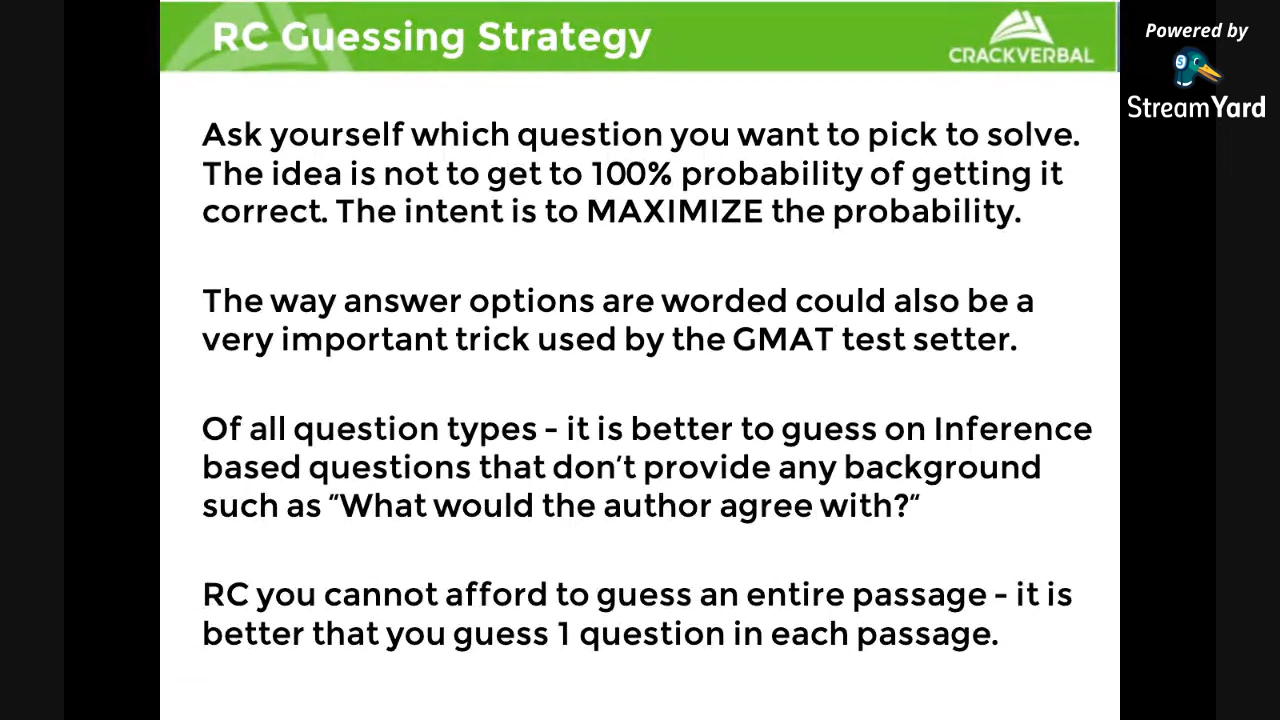 RC Guessing Strategy
CRACKVERBAL
Powered by
S
StreamYard
Ask yourself which question you want to pick to solve.
The idea is not to get to 100% probability of getting it
correct. The intent is to MAXIMIZE the probability.
The way answer options are worded could also be a
very important trick used by the GMAT test setter.
Of all question types - it is better to guess on Inference
based questions that don’t provide any background
such as “What would the author agree with?“
RC you cannot afford to guess an entire passage - it is
better that you guess 1 question in each passage.